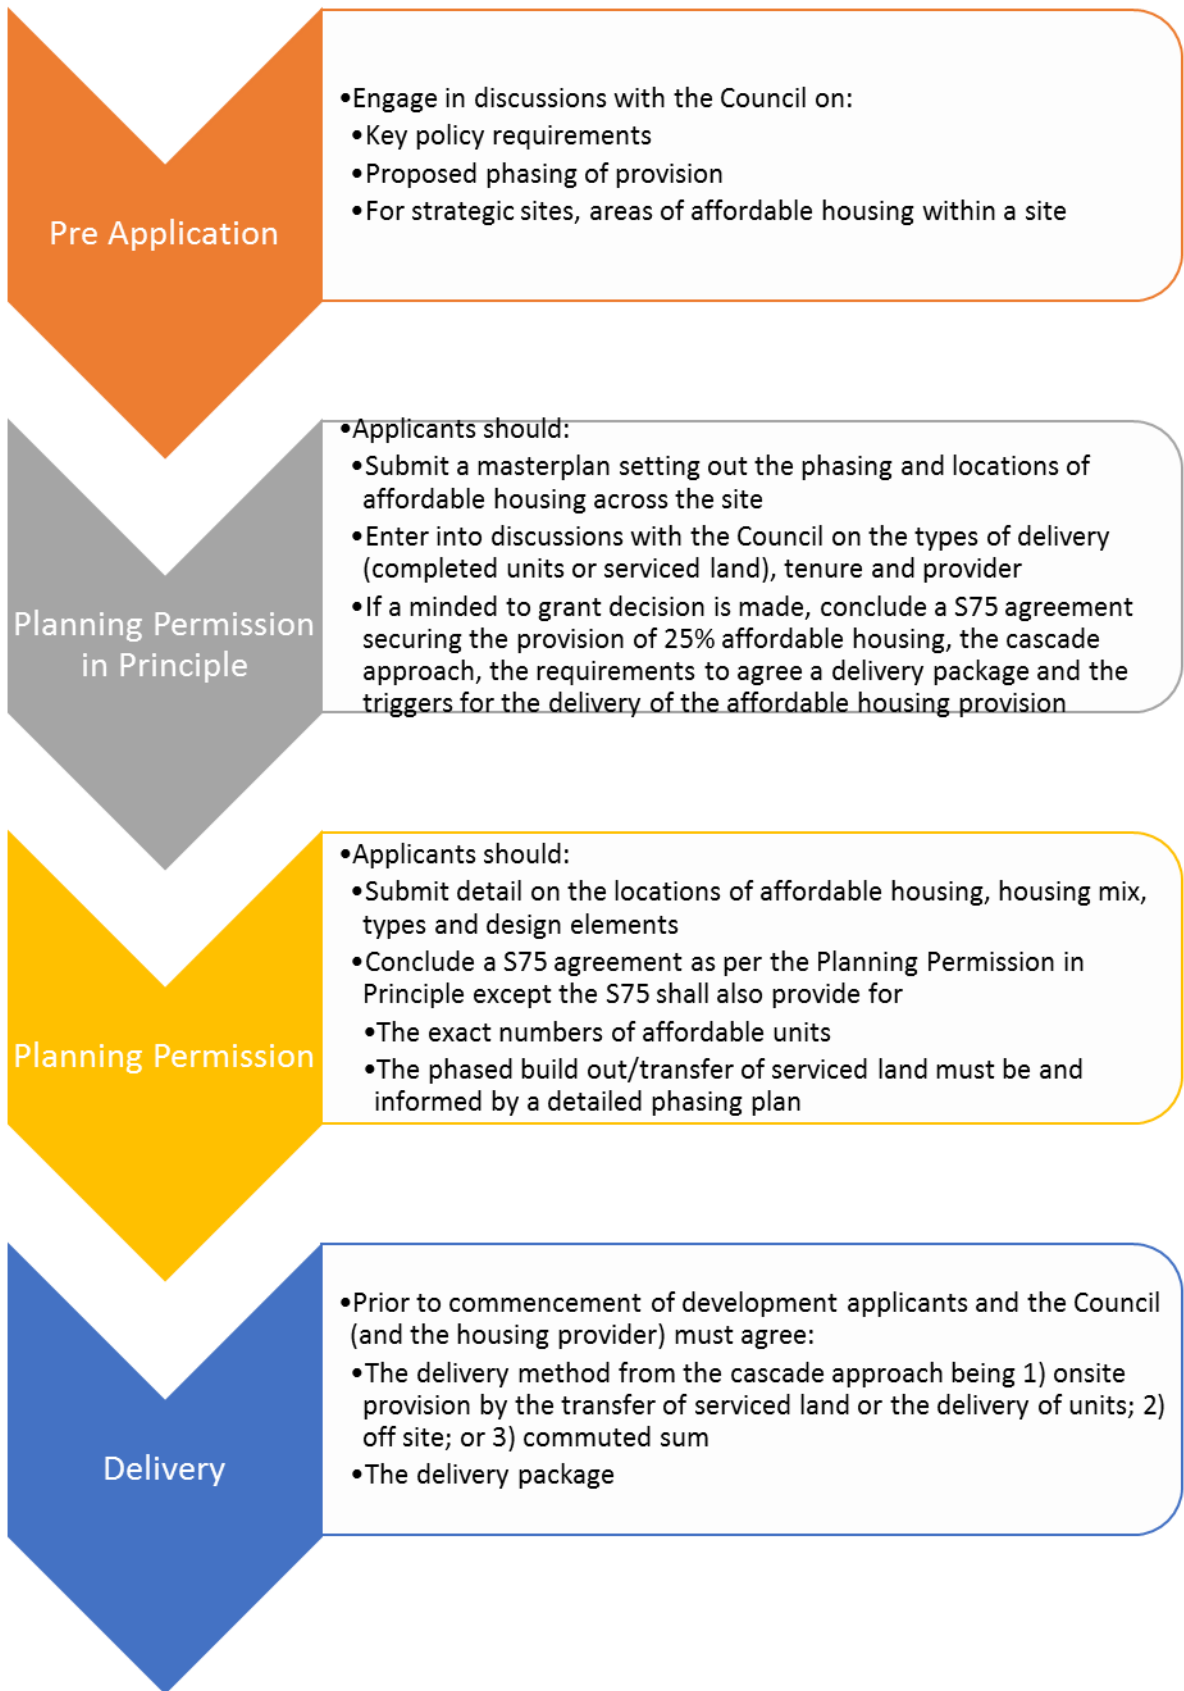 Pre Application
•Engage in discussions with the Council on:
•Key policy requirements
•Proposed phasing of provision
•For strategic sites, areas of affordable housing within a site
Planning Permission
in Principle
•Applicants should:
•Submit a masterplan setting out the phasing and locations of
affordable housing across the site
•Enter into discussions with the Council on the types of delivery
(completed units or serviced land), tenure and provider
•If a minded to grant decision is made, conclude a S75 agreement
securing the provision of 25% affordable housing, the cascade
approach, the requirements to agree a delivery package and the
triggers for the delivery of the affordable housing provision
Planning Permission
•Applicants should:
•Submit detail on the locations of affordable housing, housing mix,
types and design elements
•Conclude a S75 agreement as per the Planning Permission in
Principle except the S75 shall also provide for
•The exact numbers of affordable units
•The phased build out/transfer of serviced land must be and
informed by a detailed phasing plan
Delivery
•Prior to commencement of development applicants and the Council
(and the housing provider) must agree:
•The delivery method from the cascade approach being 1) onsite
provision by the transfer of serviced land or the delivery of units; 2)
off site; or 3) commuted sum
•The delivery package